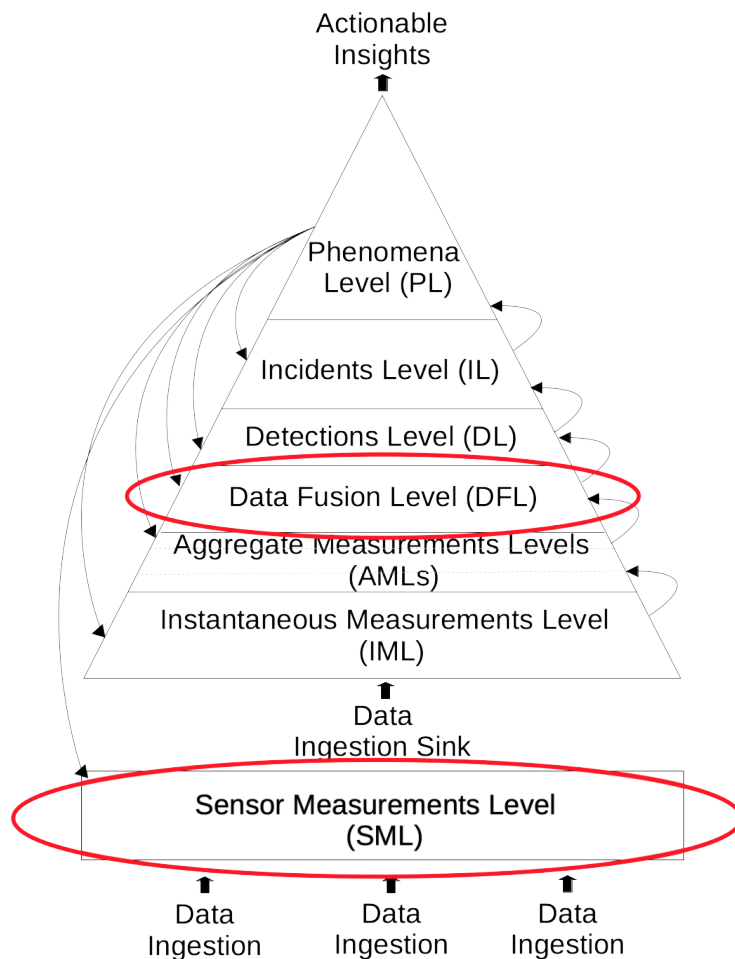 Actionable
Insights
Phenomena
Level (PL)
Incidents Level (IL)
Detections Level (DL)
Data Fusion Level (DFL)
Aggregate Measurements Levels
(AMLs)
Instantaneous Measurements Level
(IML)
Data
Ingestion Sink
Sensor Measurements Level
(SML)
Data Data Data
Ingestion Ingestion Ingestion